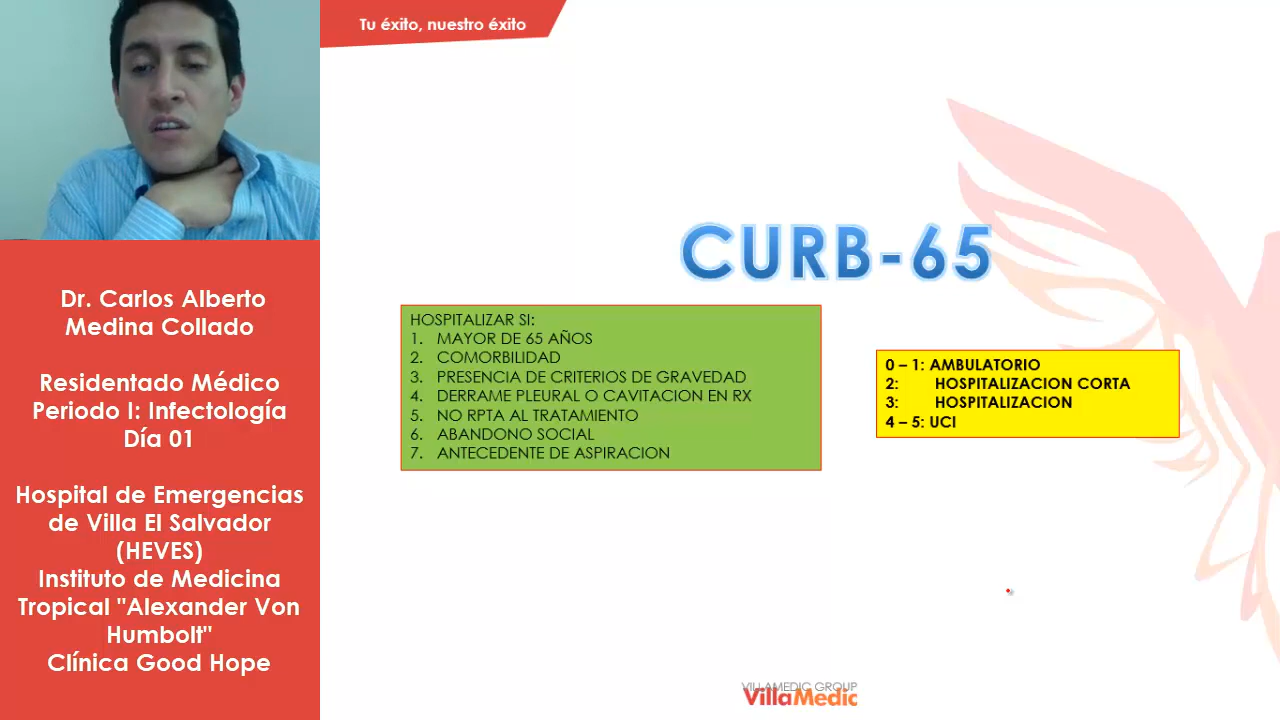 Tu éxito, nuestro éxito
Dr. Carlos Alberto
Medina Collado
Residentado Médico
Periodo I: Infectología
Día 01
Hospital de Emergencias
de Villa El Salvador
(HEVES)
Instituto de Medicina
Tropical "Alexander Von
Humbolt"
Clínica Good Hope
CURB-65
HOSPITALIZAR SI:
1. MAYOR DE 65 AÑOS
2. COMORBILIDAD
3. PRESENCIA DE CRITERIOS DE GRAVEDAD
4. DERRAME PLEURAL O CAVITACION EN RX
5. NO RPTA AL TRATAMIENTO
6. ABANDONO SOCIAL
7. ANTECEDENTE DE ASPIRACION
0 – 1: AMBULATORIO
2: HOSPITALIZACION CORTA
3: HOSPITALIZACION
4 – 5: UCI
VILLAMEDIC GROUP
VillaMedic